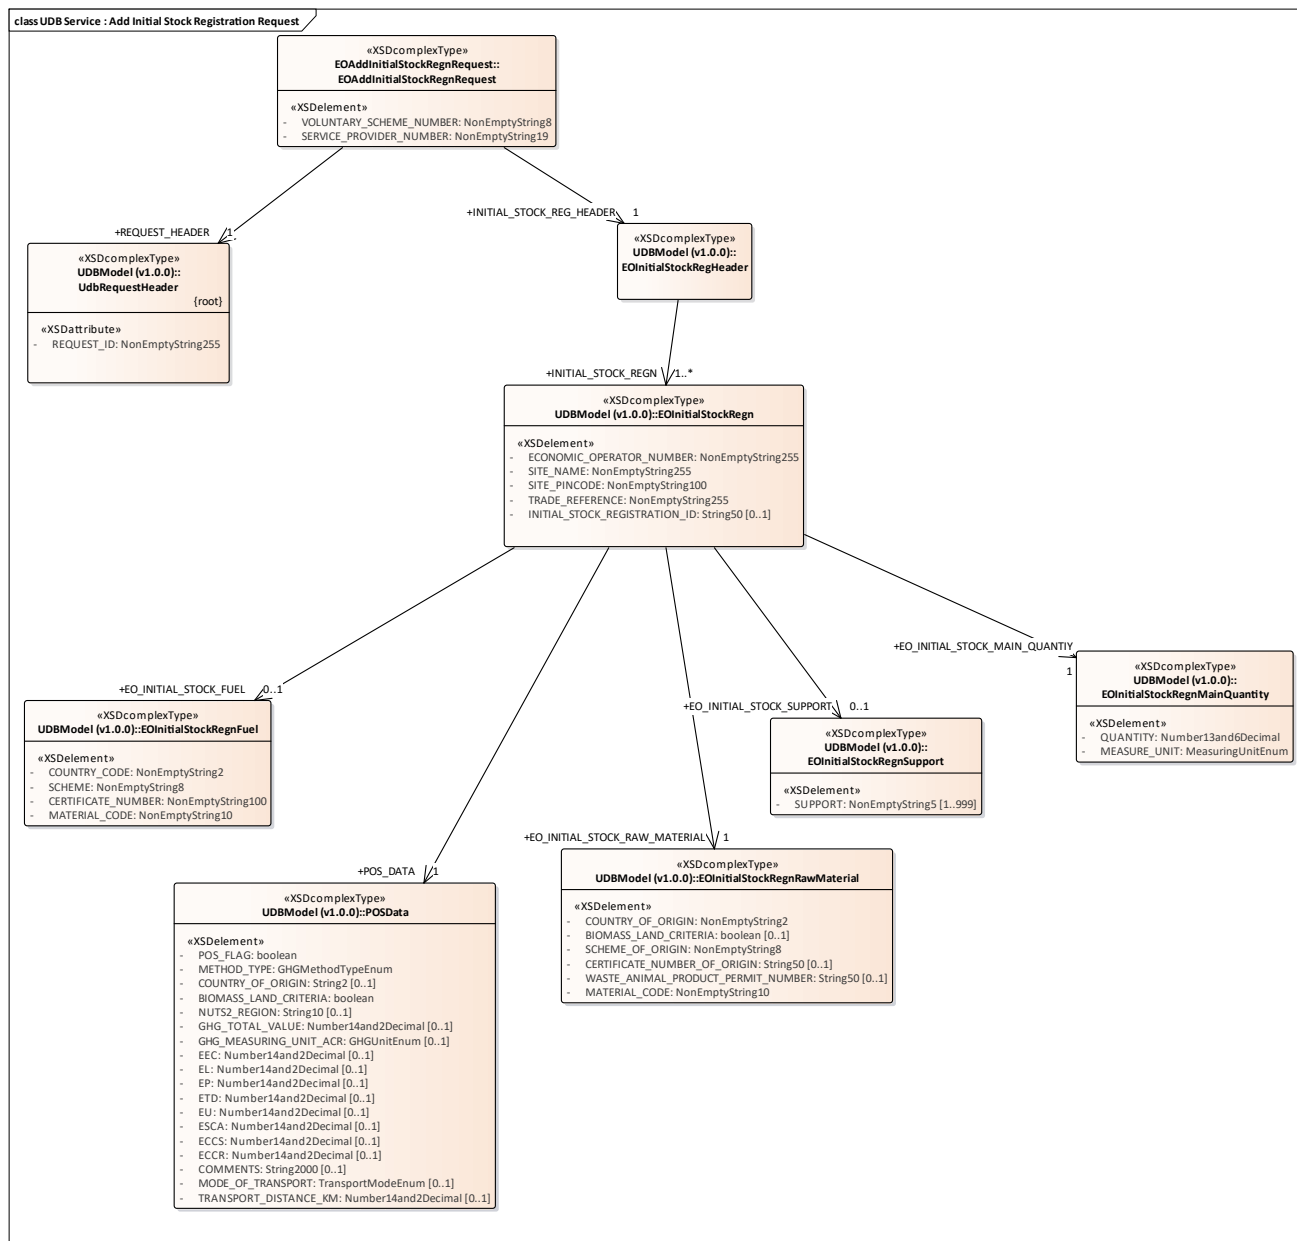 class UDB Service : Add Initial Stock Registration Request
«XSDcomplexType»
EOAddInitialStockRegnRequest::
EOAddInitialStockRegnRequest
«XSDelement»
- VOLUNTARY_SCHEME_NUMBER: NonEmptyString8
- SERVICE_PROVIDER_NUMBER: NonEmptyString19
+REQUEST_HEADER 1
+INITIAL_STOCK_REG_HEADER 1
«XSDcomplexType»
UDBModel (v1.0.0)::
UdbRequestHeader
{root}
«XSDattribute»
- REQUEST_ID: NonEmptyString255
«XSDcomplexType»
UDBModel (v1.0.0)::
EOInitialStockRegHeader
+INITIAL_STOCK_REGN 1..*
«XSDcomplexType»
UDBModel (v1.0.0)::EOInitialStockRegn
«XSDelement»
- ECONOMIC_OPERATOR_NUMBER: NonEmptyString255
- SITE_NAME: NonEmptyString255
- SITE_PINCODE: NonEmptyString100
- TRADE_REFERENCE: NonEmptyString255
- INITIAL_STOCK_REGISTRATION_ID: String50 [0..1]
+EO_INITIAL_STOCK_MAIN_QUANTIY
1
«XSDcomplexType»
UDBModel (v1.0.0)::
EOInitialStockRegnMainQuantity
«XSDelement»
- QUANTITY: Number13and6Decimal
- MEASURE_UNIT: MeasuringUnitEnum
+EO_INITIAL_STOCK_FUEL 0..1
«XSDcomplexType»
UDBModel (v1.0.0)::EOInitialStockRegnFuel
«XSDelement»
- COUNTRY_CODE: NonEmptyString2
- SCHEME: NonEmptyString8
- CERTIFICATE_NUMBER: NonEmptyString100
- MATERIAL_CODE: NonEmptyString10
+EO_INITIAL_STOCK_SUPPORT 0..1
«XSDcomplexType»
UDBModel (v1.0.0)::
EOInitialStockRegnSupport
«XSDelement»
- SUPPORT: NonEmptyString5 [1..999]
+EO_INITIAL_STOCK_RAW_MATERIAL 1
«XSDcomplexType»
UDBModel (v1.0.0)::EOInitialStockRegnRawMaterial
«XSDelement»
- COUNTRY_OF_ORIGIN: NonEmptyString2
- BIOMASS_LAND_CRITERIA: boolean [0..1]
- SCHEME_OF_ORIGIN: NonEmptyString8
- CERTIFICATE_NUMBER_OF_ORIGIN: String50 [0..1]
- WASTE_ANIMAL_PRODUCT_PERMIT_NUMBER: String50 [0..1]
- MATERIAL_CODE: NonEmptyString10
+POS_DATA 1
«XSDcomplexType»
UDBModel (v1.0.0)::POSData
«XSDelement»
- POS_FLAG: boolean
- METHOD_TYPE: GHGMethodTypeEnum
- COUNTRY_OF_ORIGIN: String2 [0..1]
- BIOMASS_LAND_CRITERIA: boolean
- NUTS2_REGION: String10 [0..1]
- GHG_TOTAL_VALUE: Number14and2Decimal [0..1]
- GHG_MEASURING_UNIT_ACR: GHGUnitEnum [0..1]
- EEC: Number14and2Decimal [0..1]
- EL: Number14and2Decimal [0..1]
- EP: Number14and2Decimal [0..1]
- ETD: Number14and2Decimal [0..1]
- EU: Number14and2Decimal [0..1]
- ESCA: Number14and2Decimal [0..1]
- ECCS: Number14and2Decimal [0..1]
- ECCR: Number14and2Decimal [0..1]
- COMMENTS: String2000 [0..1]
- MODE_OF_TRANSPORT: TransportModeEnum [0..1]
- TRANSPORT_DISTANCE_KM: Number14and2Decimal [0..1]